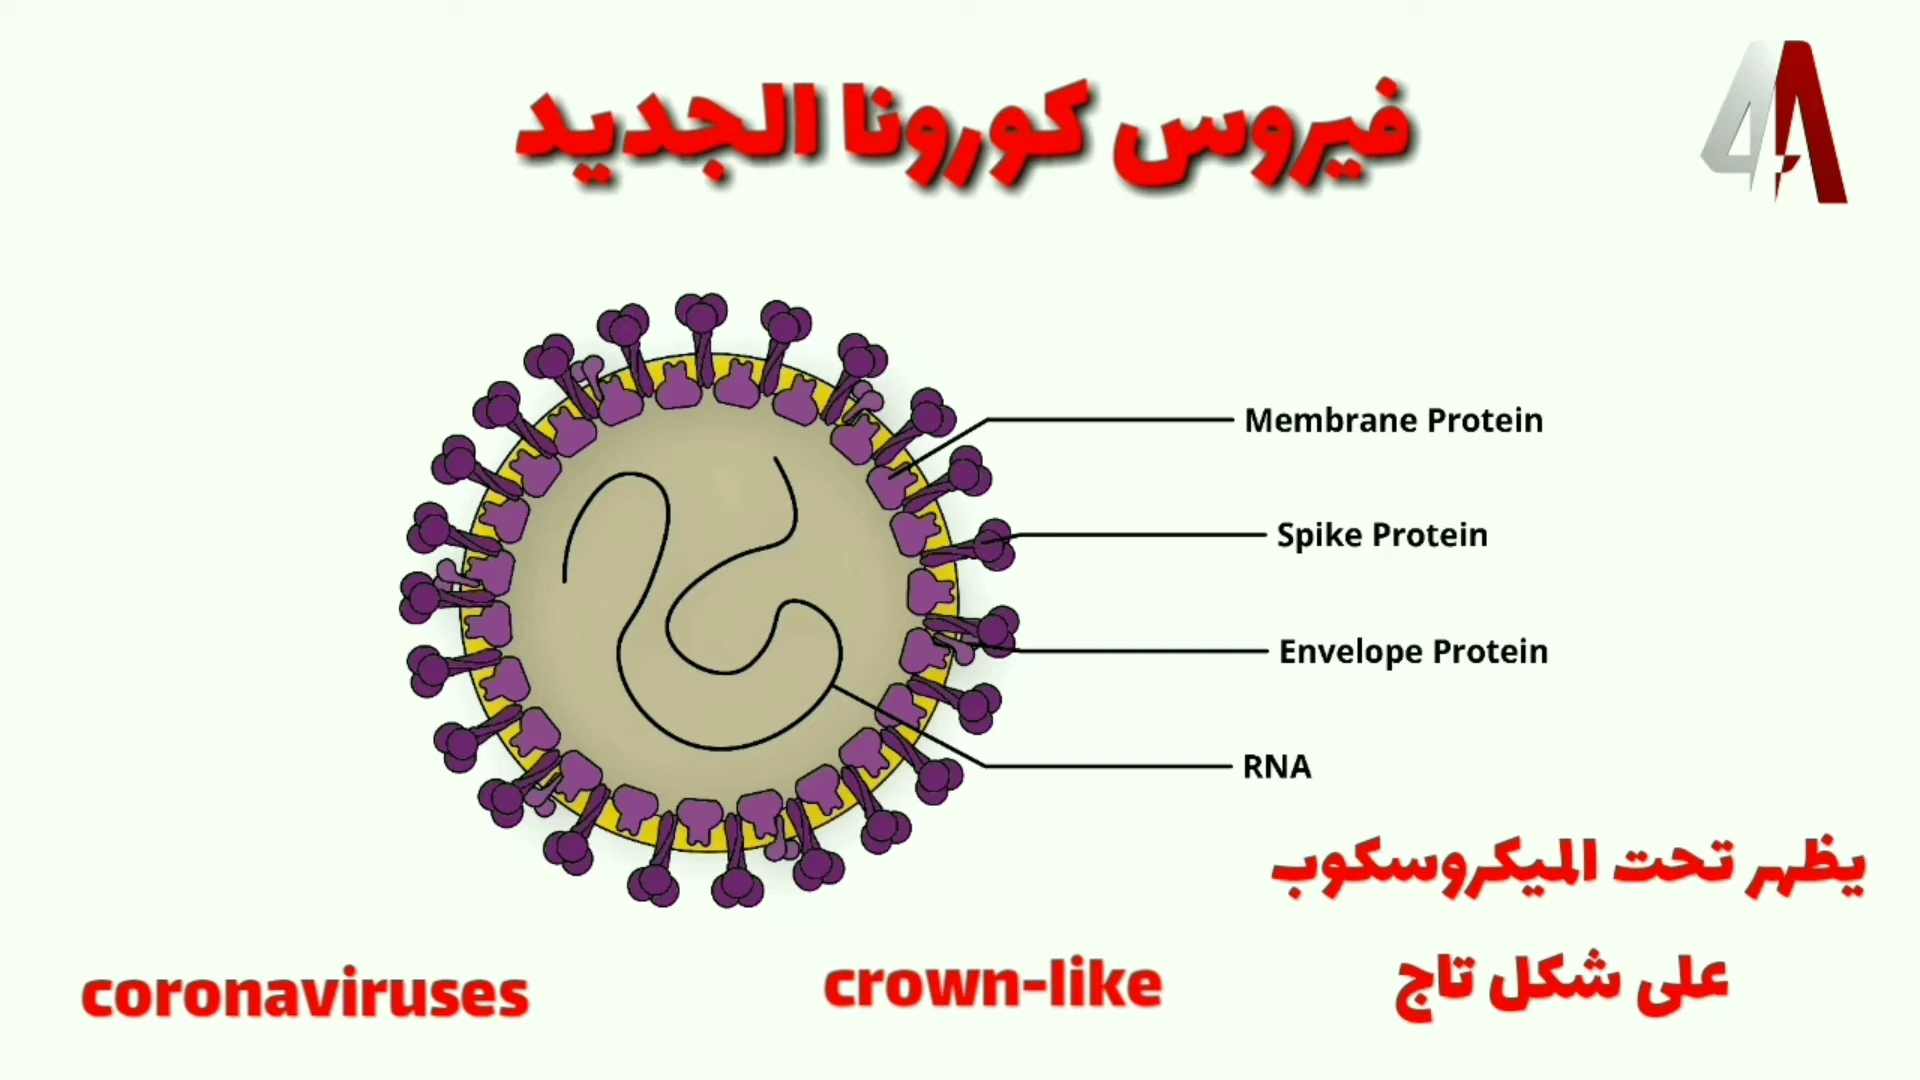 فيروس كورونا الجديد
4A
Membrane Protein
Spike Protein
Envelope Protein
RNA
يظهر تحت الميكروسكوب
على شكل تاج
crown-like
coronaviruses